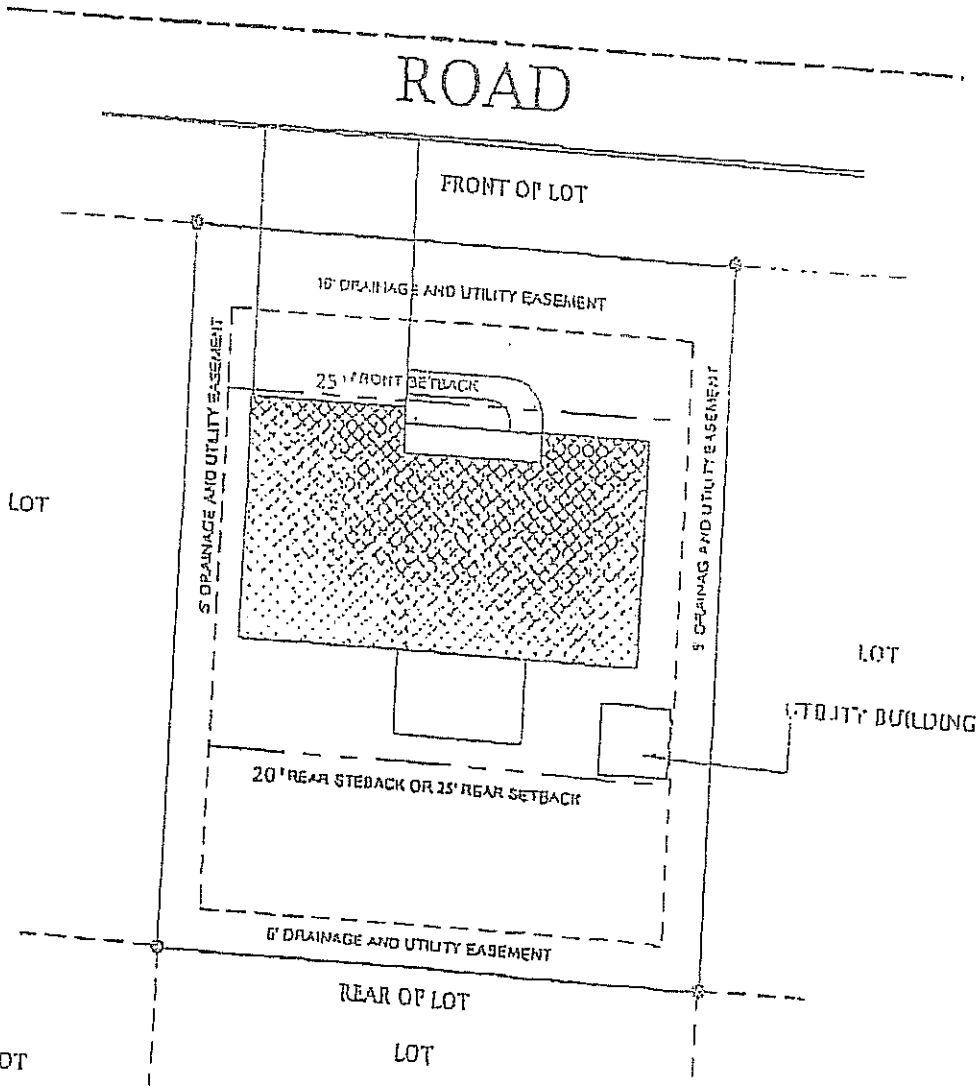 ROAD
FRONT OF LOT
10' DRAINAGE AND UTILITY EASEMENT
25' FRONT SETBACK
5' DRAINAGE AND UTILITY EASEMENT
5' DRAINAG AND UTILITY EASEMENT
LOT
LOT
UTILITY BUILDING
20' REAR STEBACK OR 25' REAR SETBACK
6' DRAINAGE AND UTILITY EASEMENT
REAR OF LOT
LOT